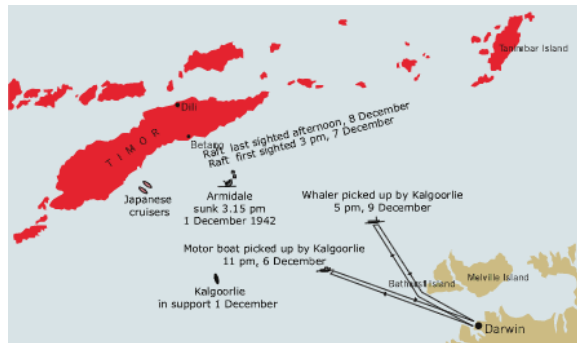 Tanimbar Island
Dili
TIMOR
Betano
Raft last sighted afternoon, 8 December
Raft first sighted 3 pm, 7 December
Japanese
cruisers
Armidale
sunk 3.15 pm
1 December 1942
Whaler picked up by Kalgoorlie
5 pm, 9 December
Motor boat picked up by Kalgoorlie
11 pm, 6 December
Kalgoorlie
in support 1 December
Bathurst Island
Melville Island
Darwin